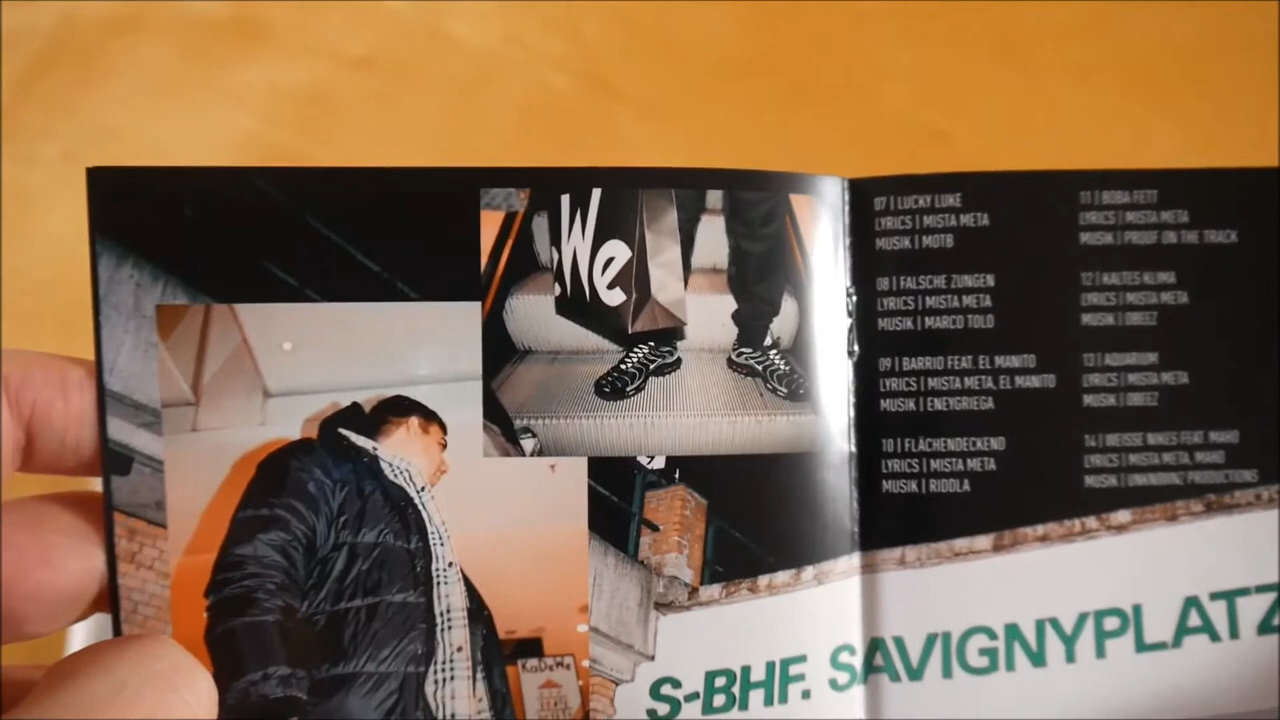 .We
KaDeWe
07 | LUCKY LUKE
LYRICS | MISTA META
MUSIK | MOTB
08 | FALSCHE ZUNGEN
LYRICS | MISTA META
MUSIK | MARCO TOLO
09 | BARRIO FEAT. EL MANITO
LYRICS | MISTA META, EL MANITO
MUSIK | ENEYGRIEGA
10 | FLÄCHENDECKEND
LYRICS | MISTA META
MUSIK | RIDDLA
11 | BOBA FETT
LYRICS | MISTA META
MUSIK | PROOF ON THE TRACK
12 | KALTES KLIMA
LYRICS | MISTA META
MUSIK | OBEEZ
13 | AQUARIUM
LYRICS | MISTA META
MUSIK | OBEEZ
14 | WEISSE NIKES FEAT. MAHO
LYRICS | MISTA META, MAHO
MUSIK | UNKNWNZ PRODUCTIONS
S-BHF. SAVIGNYPLATZ